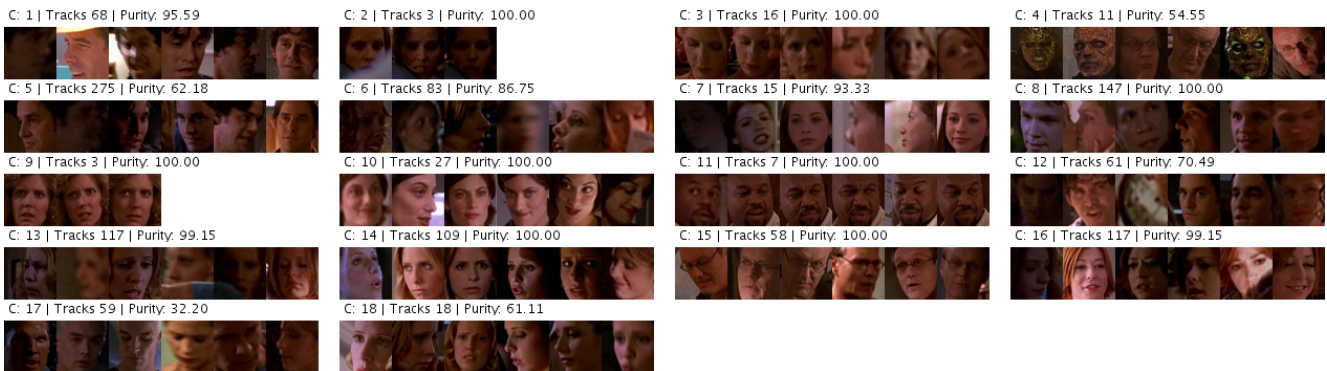 C: 1 | Tracks 68 | Purity: 95.59
C: 2 | Tracks 3 | Purity: 100.00
C: 3 | Tracks 16 | Purity: 100.00
C: 4 | Tracks 11 | Purity: 54.55
C: 5 | Tracks 275 | Purity: 62.18
C: 6 | Tracks 83 | Purity: 86.75
C: 7 | Tracks 15 | Purity: 93.33
C: 8 | Tracks 147 | Purity: 100.00
C: 9 | Tracks 3 | Purity: 100.00
C: 10 | Tracks 27 | Purity: 100.00
C: 11 | Tracks 7 | Purity: 100.00
C: 12 | Tracks 61 | Purity: 70.49
C: 13 | Tracks 117 | Purity: 99.15
C: 14 | Tracks 109 | Purity: 100.00
C: 15 | Tracks 58 | Purity: 100.00
C: 16 | Tracks 117 | Purity: 99.15
C: 17 | Tracks 59 | Purity: 32.20
C: 18 | Tracks 18 | Purity: 61.11